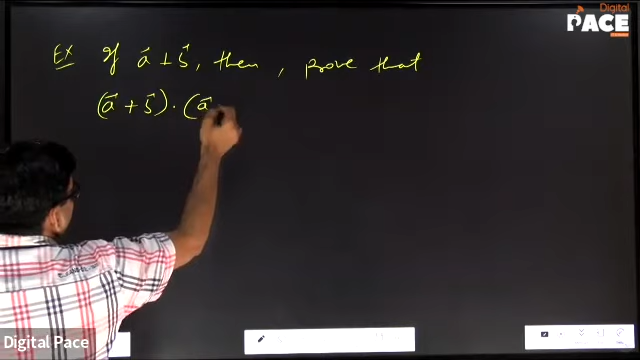 Digital
PACE
Ex If a⃗ ⊥ b⃗, then, prove that
(a⃗ + b⃗) · (a⃗
Digital Pace